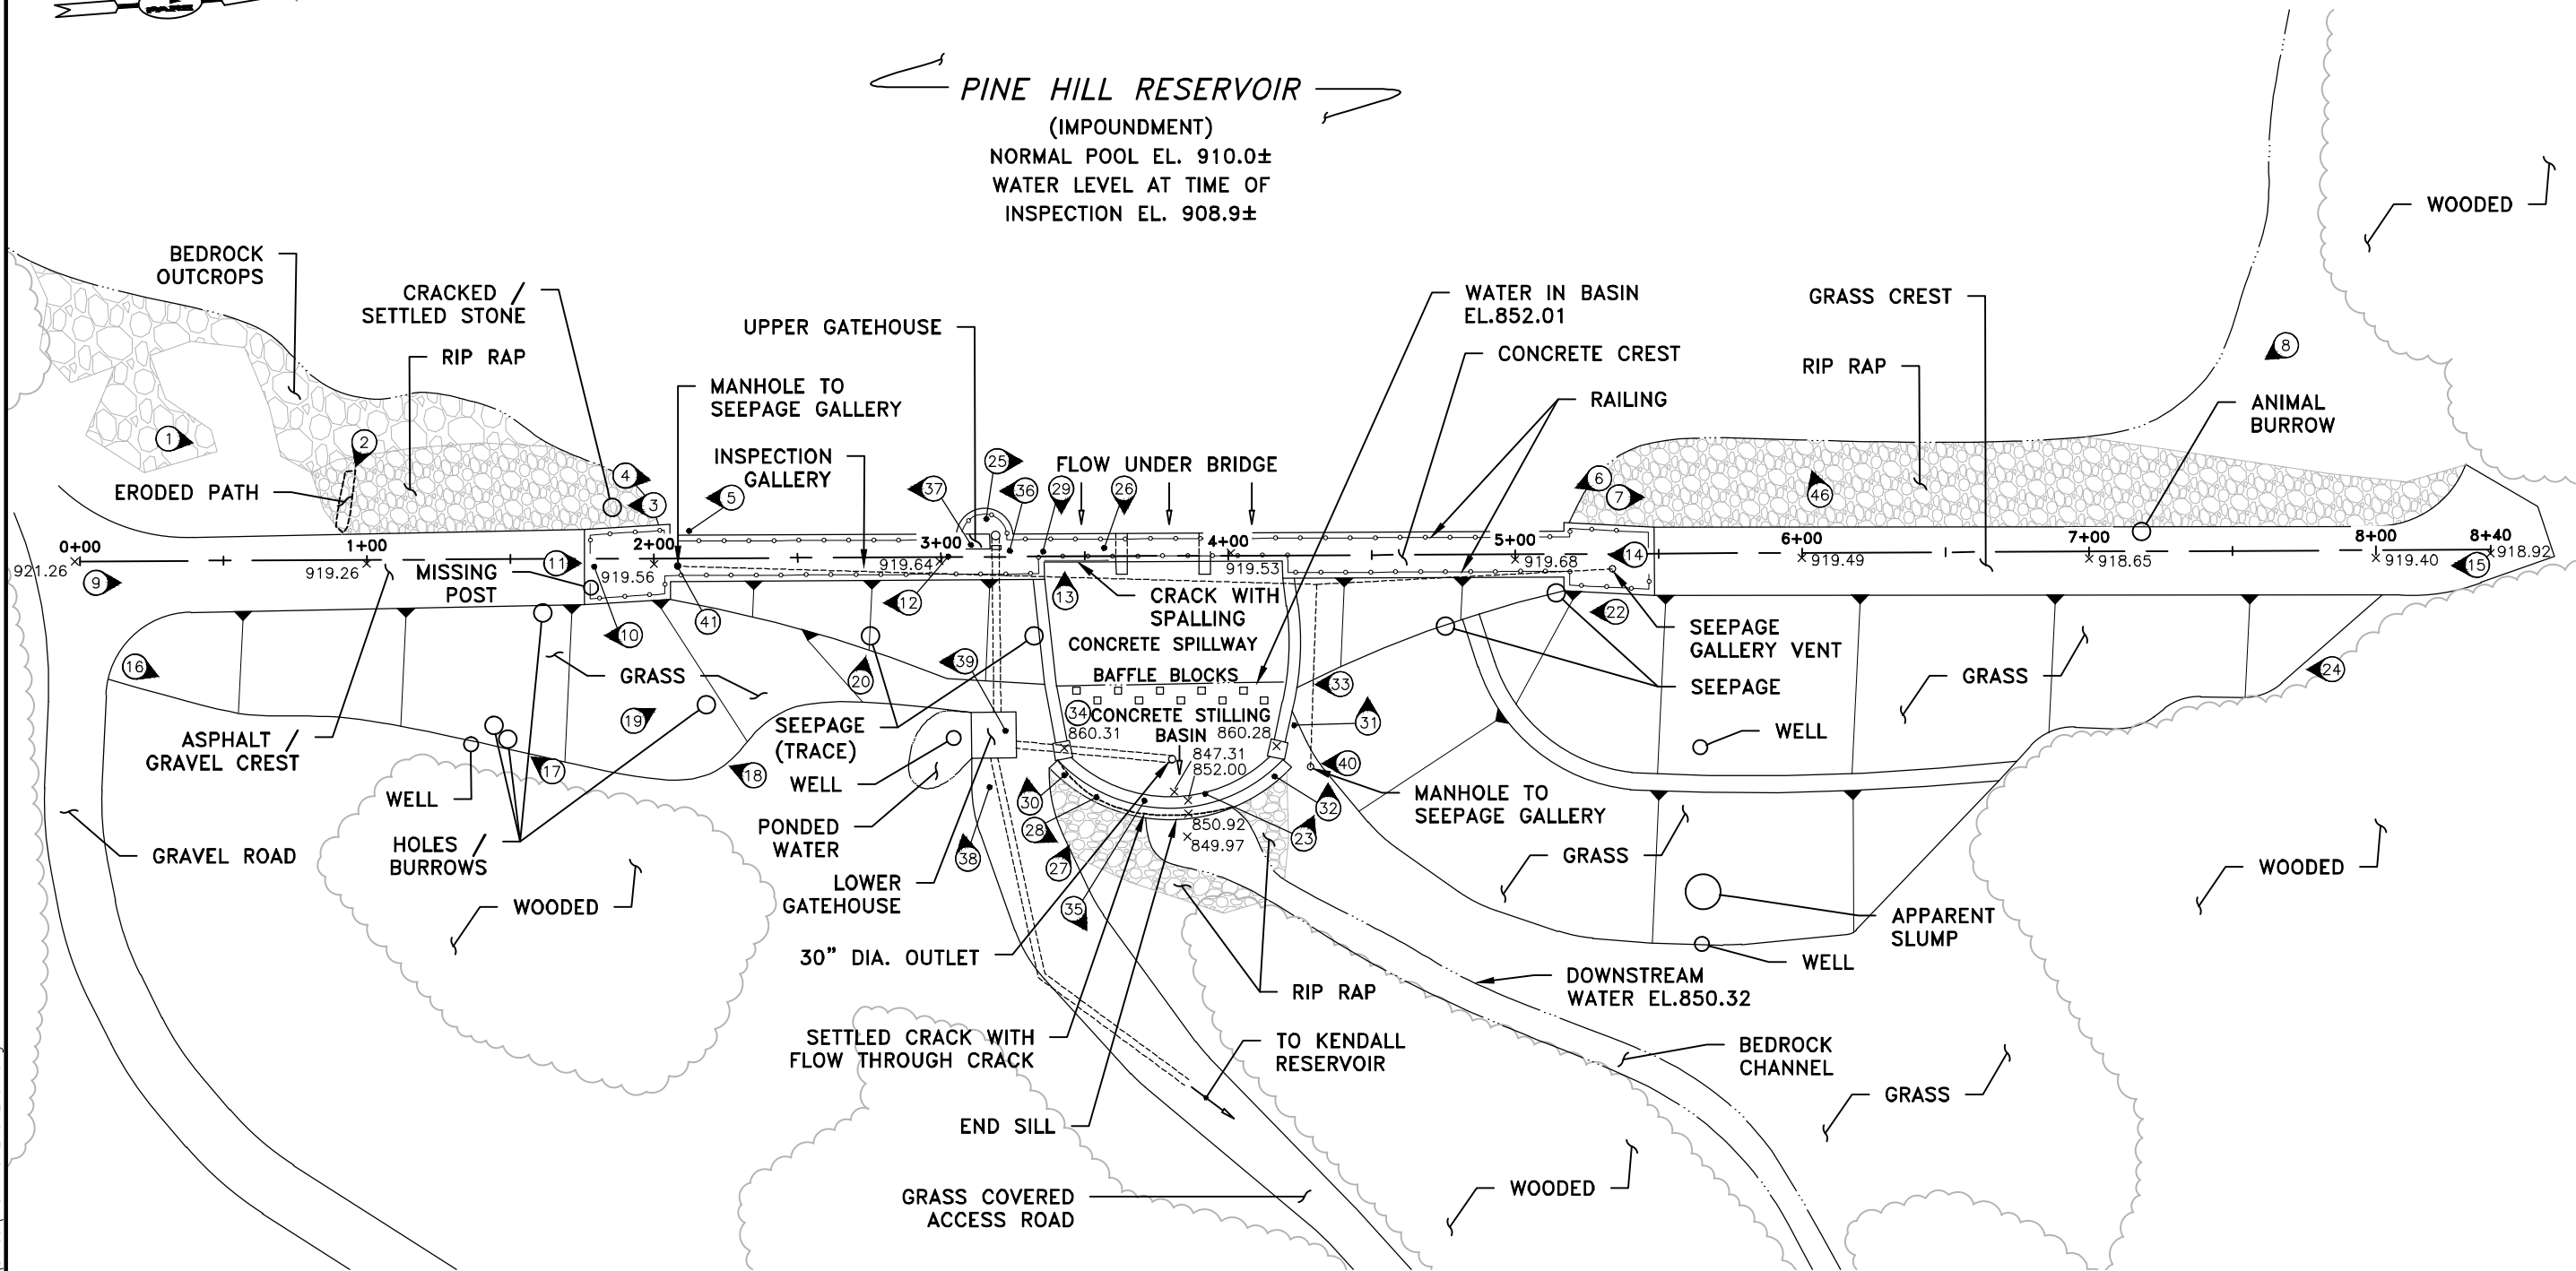 PARE
PINE HILL RESERVOIR
(IMPOUNDMENT)
NORMAL POOL EL. 910.0±
WATER LEVEL AT TIME OF
INSPECTION EL. 908.9±
WOODED
BEDROCK
OUTCROPS
CRACKED /
SETTLED STONE
RIP RAP
UPPER GATEHOUSE
WATER IN BASIN
EL.852.01
CONCRETE CREST
GRASS CREST
RIP RAP
RAILING
8
ANIMAL
BURROW
MANHOLE TO
SEEPAGE GALLERY
INSPECTION
GALLERY
FLOW UNDER BRIDGE
ERODED PATH
1
2
4
3
5
37
25
36
29
26
6
7
46
0+00
1+00
2+00
3+00
4+00
5+00
6+00
7+00
8+00
8+40
921.26
919.26
919.56
919.64
919.53
919.68
919.49
918.65
919.40
918.92
9
11
14
15
MISSING
POST
12
13
CRACK WITH
SPALLING
22
10
41
CONCRETE SPILLWAY
SEEPAGE
GALLERY VENT
16
20
39
BAFFLE BLOCKS
33
SEEPAGE
24
GRASS
GRASS
19
34
CONCRETE STILLING
BASIN
860.31
860.28
31
SEEPAGE
(TRACE)
WELL
ASPHALT /
GRAVEL CREST
17
18
WELL
847.31
852.00
40
WELL
30
32
MANHOLE TO
SEEPAGE GALLERY
PONDED
WATER
28
850.92
23
849.97
HOLES /
BURROWS
GRAVEL ROAD
38
27
GRASS
WOODED
LOWER
GATEHOUSE
35
WOODED
APPARENT
SLUMP
30" DIA. OUTLET
WELL
RIP RAP
DOWNSTREAM
WATER EL.850.32
SETTLED CRACK WITH
FLOW THROUGH CRACK
TO KENDALL
RESERVOIR
BEDROCK
CHANNEL
GRASS
END SILL
WOODED
GRASS COVERED
ACCESS ROAD